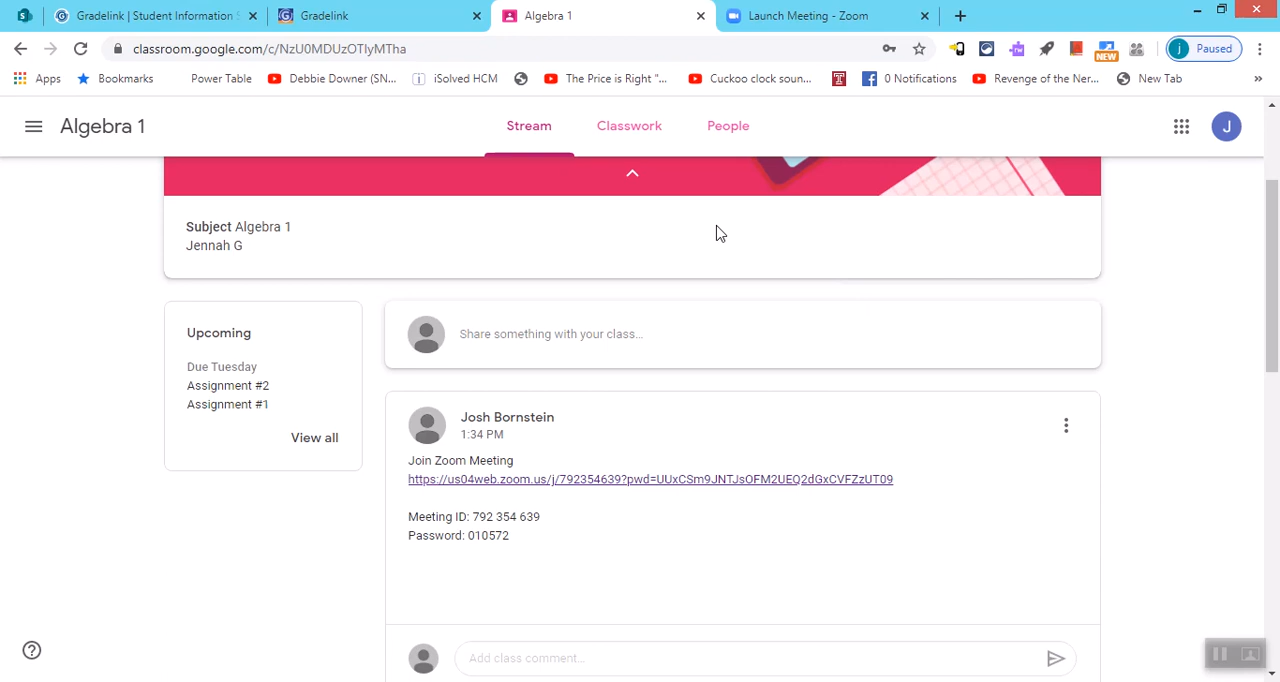 Gradelink | Student Information S
Gradelink
Algebra 1
Launch Meeting - Zoom
classroom.google.com/c/NzU0MDUzOTIyMTha
NEW
j
Paused
Apps
Bookmarks
Power Table
Debbie Downer (SN...
iSolved HCM
The Price is Right "...
Cuckoo clock soun...
0 Notifications
Revenge of the Ner...
New Tab
»
Algebra 1
Stream
Classwork
People
J
Subject Algebra 1
Jennah G
Upcoming
Due Tuesday
Assignment #2
Assignment #1
View all
Share something with your class...
Josh Bornstein
1:34 PM
Join Zoom Meeting
https://us04web.zoom.us/j/792354639?pwd=UUxCSm9JNTJsOFM2UEQ2dGxCVFZzUT09
Meeting ID: 792 354 639
Password: 010572
Add class comment...